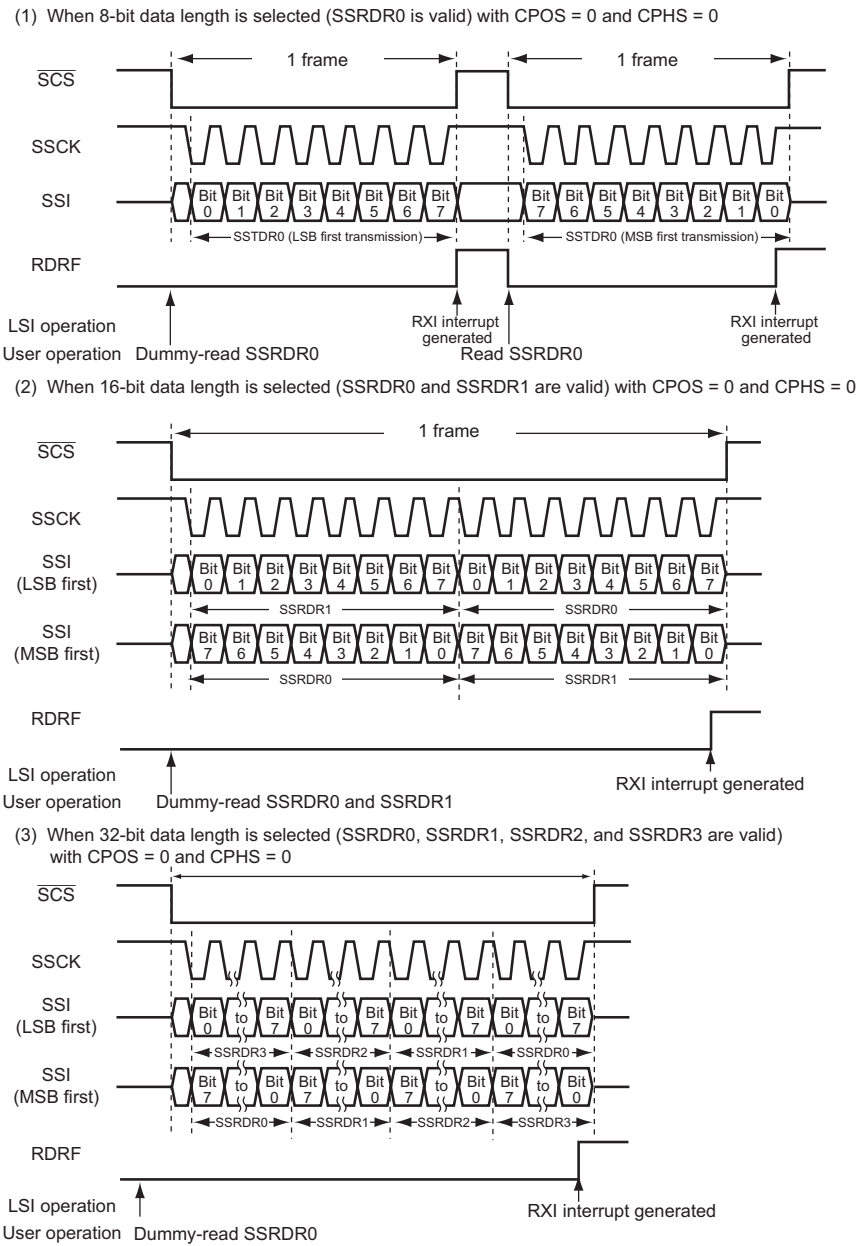 (1) When 8-bit data length is selected (SSRDR0 is valid) with CPOS = 0 and CPHS = 0
1 frame 1 frame
SCS
SSCK
SSI Bit 0 Bit 1 Bit 2 Bit 3 Bit 4 Bit 5 Bit 6 Bit 7 Bit 7 Bit 6 Bit 5 Bit 4 Bit 3 Bit 2 Bit 1 Bit 0
SSTDR0 (LSB first transmission) SSTDR0 (MSB first transmission)
RDRF
LSI operation RXI interrupt generated RXI interrupt generated
User operation Dummy-read SSRDR0 Read SSRDR0
(2) When 16-bit data length is selected (SSRDR0 and SSRDR1 are valid) with CPOS = 0 and CPHS = 0
1 frame
SCS
SSCK
SSI (LSB first) Bit 0 Bit 1 Bit 2 Bit 3 Bit 4 Bit 5 Bit 6 Bit 7 Bit 0 Bit 1 Bit 2 Bit 3 Bit 4 Bit 5 Bit 6 Bit 7
SSRDR1 SSRDR0
SSI (MSB first) Bit 7 Bit 6 Bit 5 Bit 4 Bit 3 Bit 2 Bit 1 Bit 0 Bit 7 Bit 6 Bit 5 Bit 4 Bit 3 Bit 2 Bit 1 Bit 0
SSRDR0 SSRDR1
RDRF
LSI operation RXI interrupt generated
User operation Dummy-read SSRDR0 and SSRDR1
(3) When 32-bit data length is selected (SSRDR0, SSRDR1, SSRDR2, and SSRDR3 are valid)
with CPOS = 0 and CPHS = 0
SCS
SSCK
SSI (LSB first) Bit 0 to Bit 7 Bit 0 to Bit 7 Bit 0 to Bit 7 Bit 0 to Bit 7
SSRDR3 SSRDR2 SSRDR1 SSRDR0
SSI (MSB first) Bit 7 to Bit 0 Bit 7 to Bit 0 Bit 7 to Bit 0 Bit 7 to Bit 0
SSRDR0 SSRDR1 SSRDR2 SSRDR3
RDRF
LSI operation RXI interrupt generated
User operation Dummy-read SSRDR0